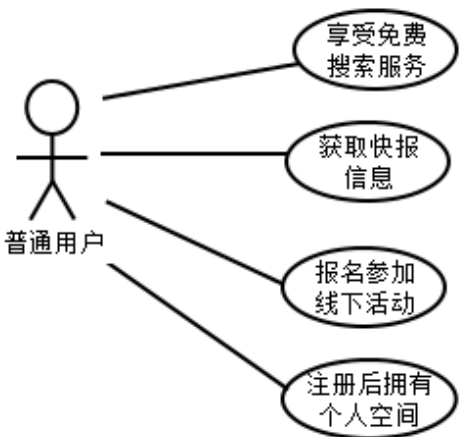 享受免费
搜索服务
获取快报
信息
普通用户
报名参加
线下活动
注册后拥有
个人空间